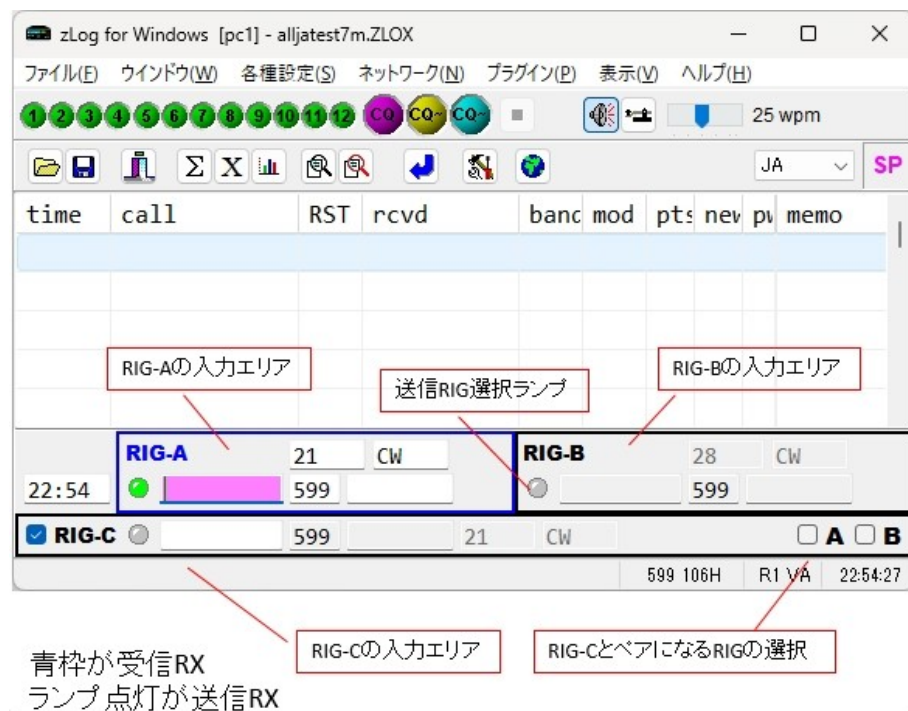 zLog for Windows [pc1] - alljatest7m.ZLOX
ファイル(F) ウインドウ(W) 各種設定(S) ネットワーク(N) プラグイン(P) 表示(V) ヘルプ(H)
1 2 3 4 5 6 7 8 9 10 11 12 CQ CQ~ CQ~ 25 wpm
Σ X JA SP
time call RST rcvd banc mod pts new pw memo
RIG-Aの入力エリア
送信RIG選択ランプ
RIG-Bの入力エリア
RIG-A 21 CW RIG-B 28 CW
22:54 599 599
RIG-C 599 21 CW A B
599 106H R1 VA 22:54:27
RIG-Cの入力エリア
RIG-CとペアになるRIGの選択
青枠が受信RX
ランプ点灯が送信RX